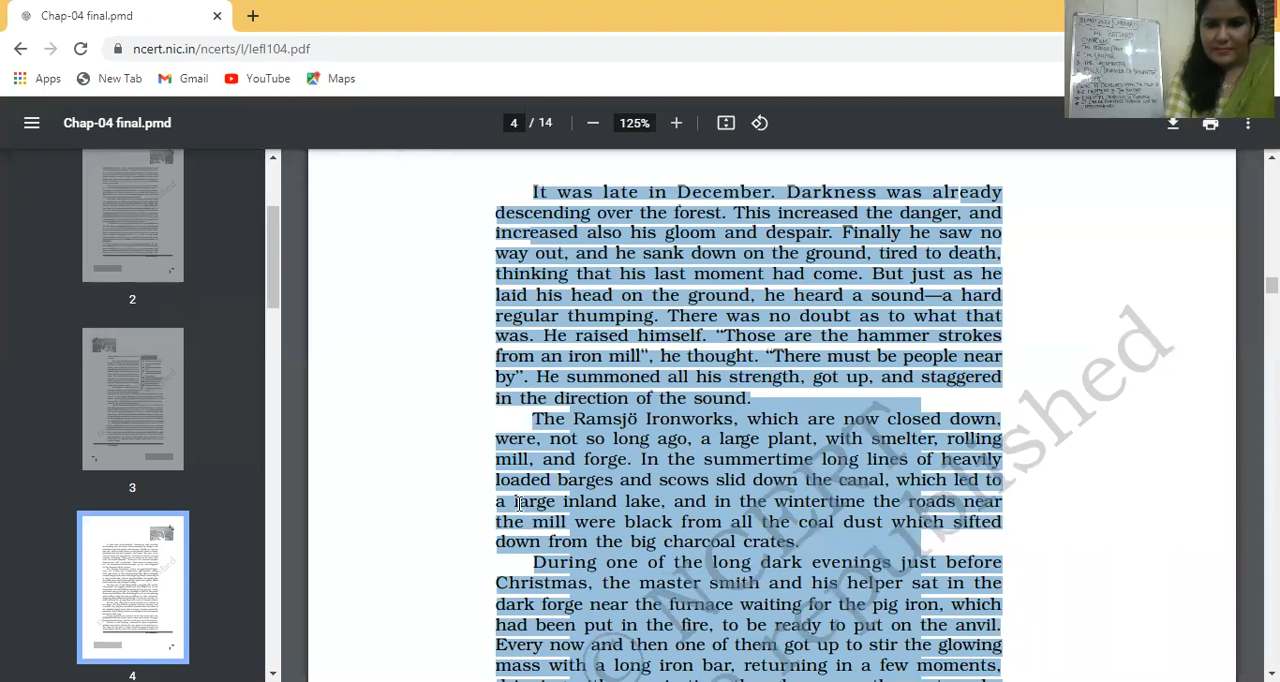 Chap-04 final.pmd
ncert.nic.in/ncerts/l/lefl104.pdf
Apps New Tab Gmail YouTube Maps
Chap-04 final.pmd
4 / 14
125%
2
3
4
It was late in December. Darkness was already
descending over the forest. This increased the danger, and
increased also his gloom and despair. Finally he saw no
way out, and he sank down on the ground, tired to death,
thinking that his last moment had come. But just as he
laid his head on the ground, he heard a sound—a hard
regular thumping. There was no doubt as to what that
was. He raised himself. “Those are the hammer strokes
from an iron mill”, he thought. “There must be people near
by”. He summoned all his strength, got up, and staggered
in the direction of the sound.
The Ramsjö Ironworks, which are now closed down,
were, not so long ago, a large plant, with smelter, rolling
mill, and forge. In the summertime long lines of heavily
loaded barges and scows slid down the canal, which led to
a large inland lake, and in the wintertime the roads near
the mill were black from all the coal dust which sifted
down from the big charcoal crates.
During one of the long dark evenings just before
Christmas, the master smith and his helper sat in the
dark forge near the furnace waiting for the pig iron, which
had been put in the fire, to be ready to put on the anvil.
Every now and then one of them got up to stir the glowing
mass with a long iron bar, returning in a few moments,
© NCERT
Republished